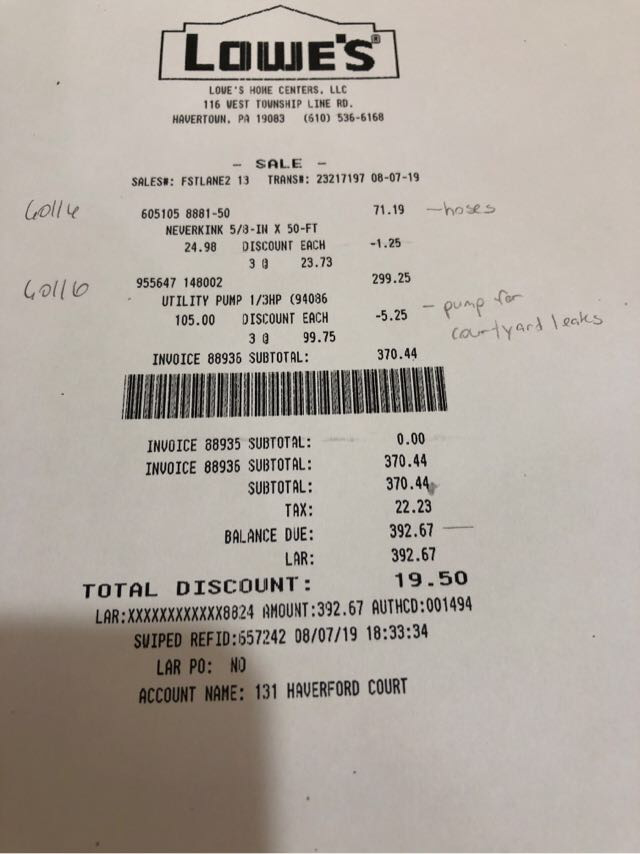 LOWE'S®
LOWE'S HOME CENTERS, LLC
116 WEST TOWNSHIP LINE RD.
HAVERTOWN, PA 19083 (610) 536-6168
- SALE -
SALES#: FSTLANE2 13 TRANS#: 23217197 08-07-19
605105 8881-50 71.19 - hoses
NEVERKINK 5/8-IN X 50-FT
24.98 DISCOUNT EACH -1.25
3 @ 23.73
60116 955647 148002 299.25
UTILITY PUMP 1/3HP (94086
105.00 DISCOUNT EACH -5.25 - pump for
courtyard leaks
3 @ 99.75
INVOICE 88936 SUBTOTAL: 370.44
INVOICE 88935 SUBTOTAL: 0.00
INVOICE 88936 SUBTOTAL: 370.44
SUBTOTAL: 370.44
TAX: 22.23
BALANCE DUE: 392.67
LAR: 392.67
TOTAL DISCOUNT: 19.50
LAR:XXXXXXXXXXXX8824 AMOUNT:392.67 AUTHCD:001494
SWIPED REFID:657242 08/07/19 18:33:34
LAR PO: NO
ACCOUNT NAME: 131 HAVERFORD COURT